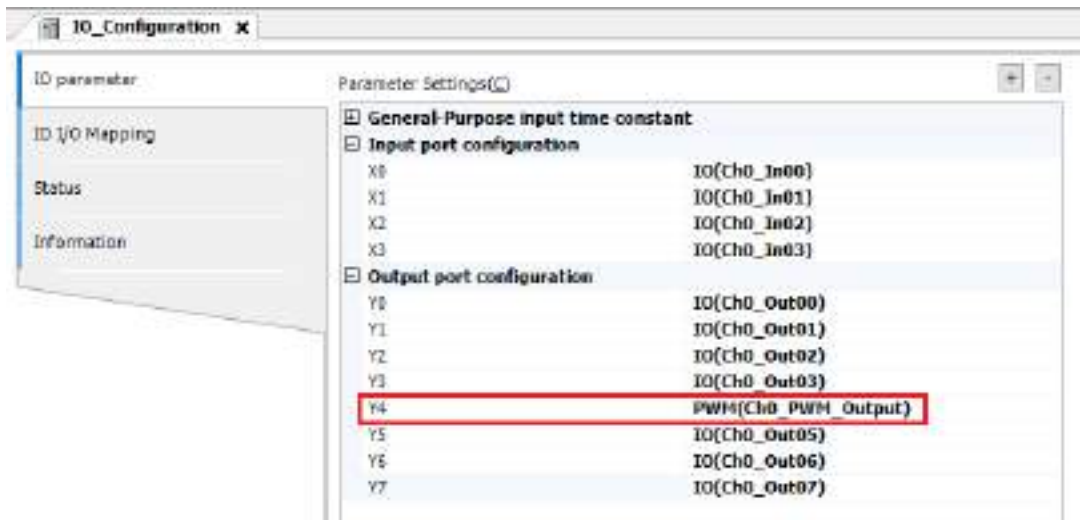 IO_Configuration x
IO parameter
IO I/O Mapping
Status
Information
Parameter Settings(C)
+ -
General-Purpose input time constant
Input port configuration
X0 IO(Ch0_In00)
X1 IO(Ch0_In01)
X2 IO(Ch0_In02)
X3 IO(Ch0_In03)
Output port configuration
Y0 IO(Ch0_Out00)
Y1 IO(Ch0_Out01)
Y2 IO(Ch0_Out02)
Y3 IO(Ch0_Out03)
Y4 PWM(Ch0_PWM_Output)
Y5 IO(Ch0_Out05)
Y6 IO(Ch0_Out06)
Y7 IO(Ch0_Out07)